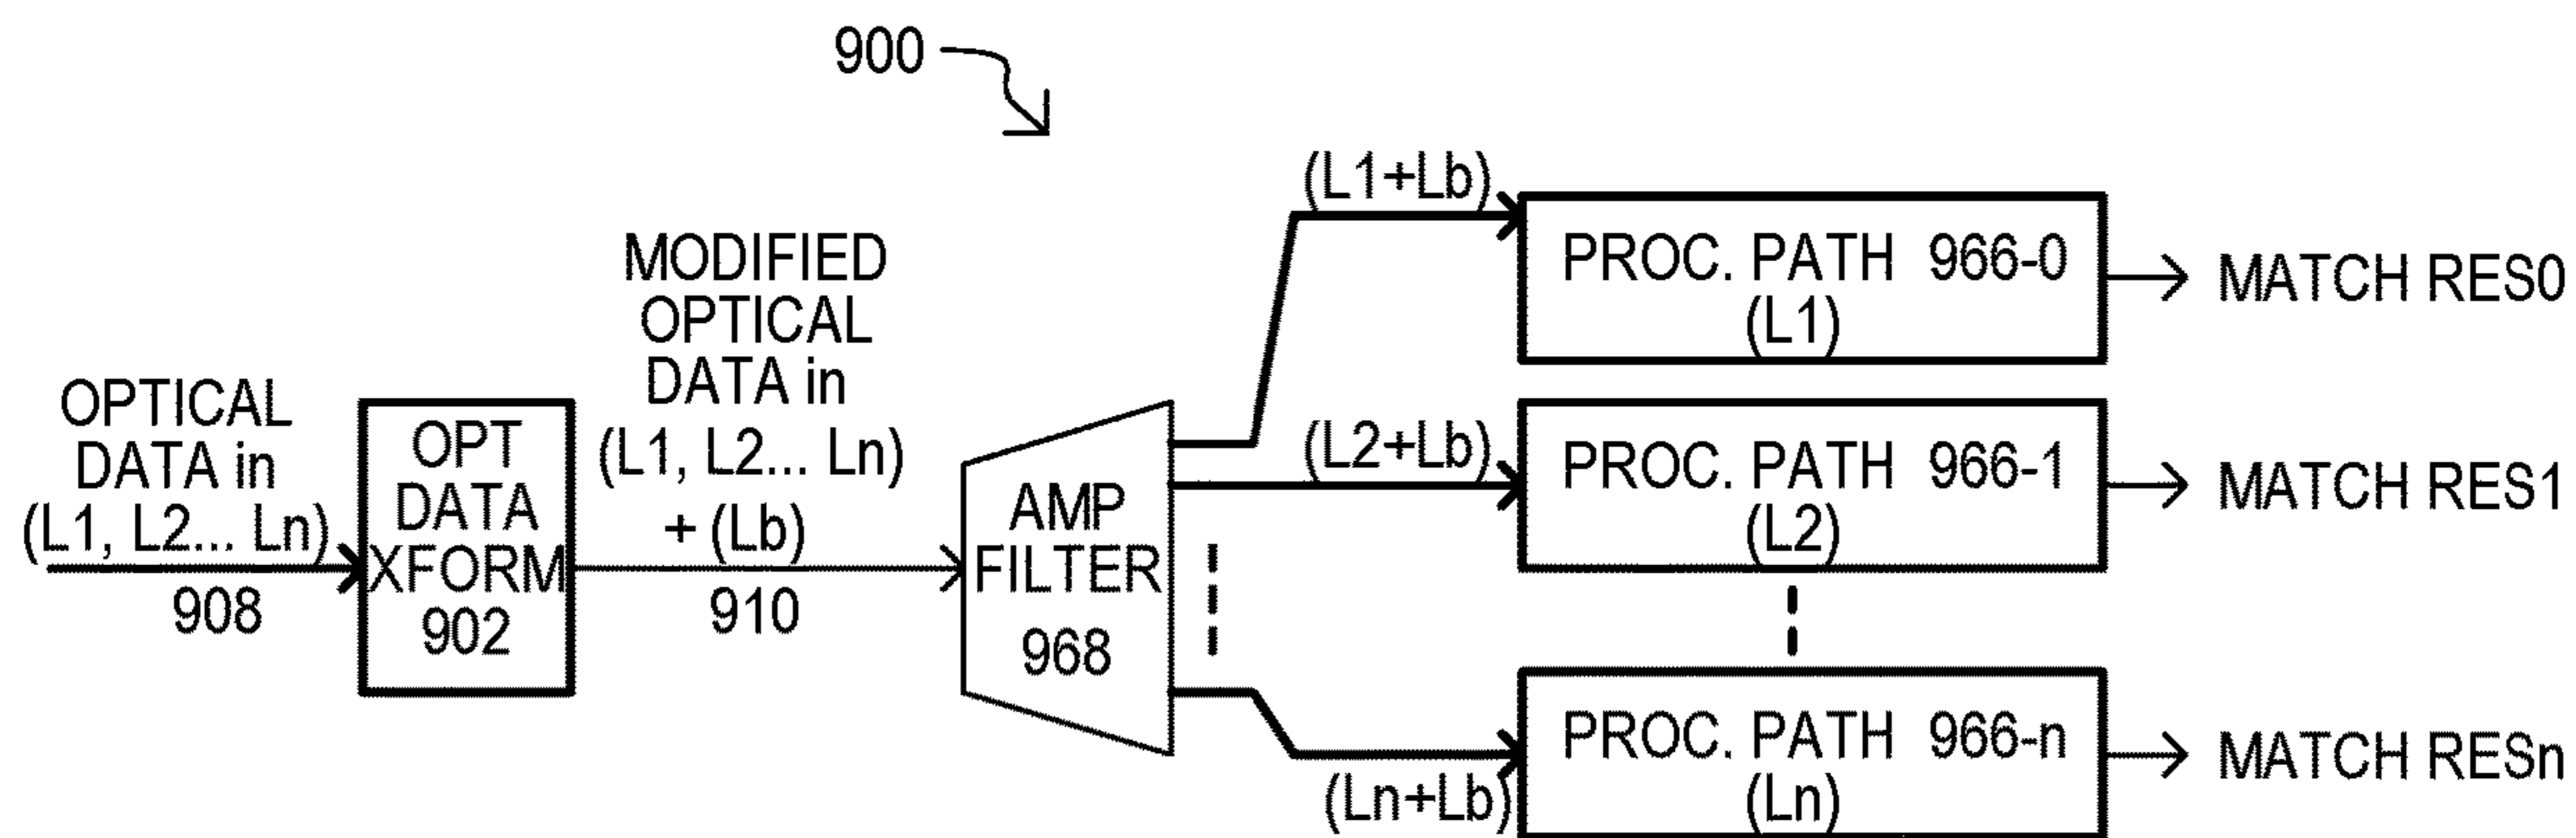 900
OPTICAL
DATA in
(L1, L2... Ln)
908
OPT
DATA
XFORM
902
MODIFIED
OPTICAL
DATA in
(L1, L2... Ln)
+ (Lb)
910
AMP
FILTER
968
(L1+Lb)
PROC. PATH 966-0
(L1)
MATCH RES0
(L2+Lb)
PROC. PATH 966-1
(L2)
MATCH RES1
(Ln+Lb)
PROC. PATH 966-n
(Ln)
MATCH RESn